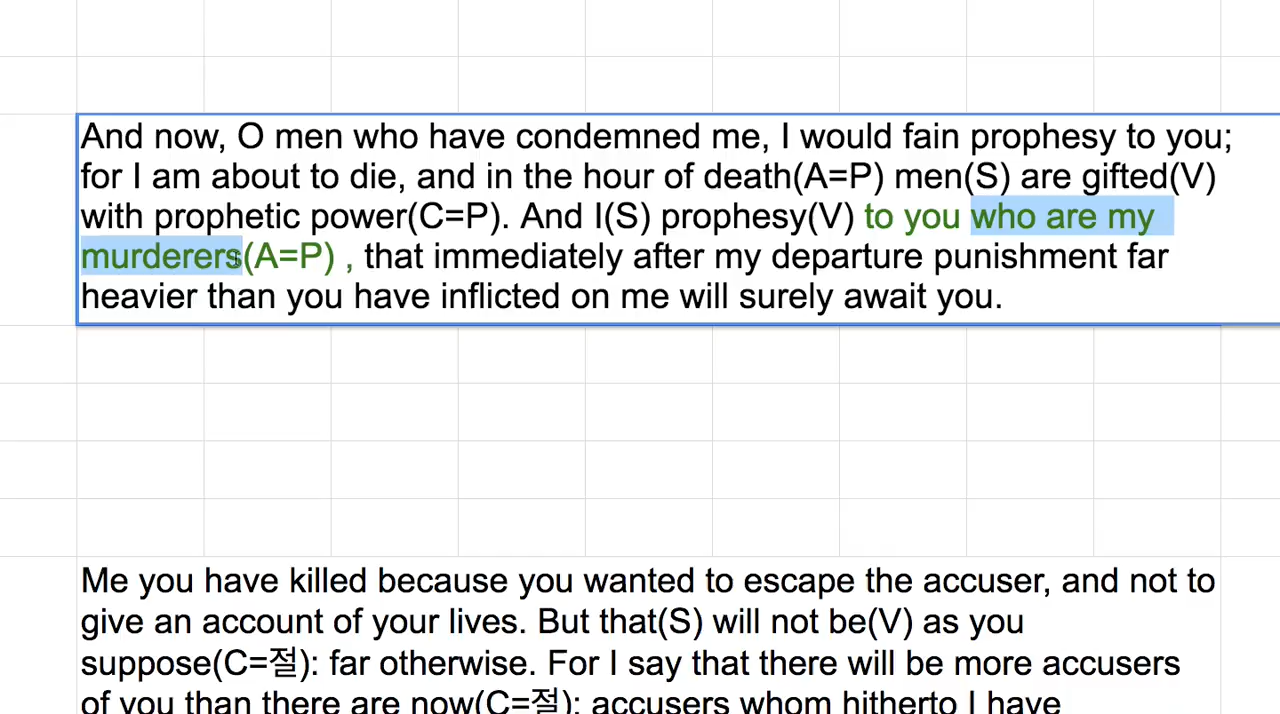 And now, O men who have condemned me, I would fain prophesy to you;
for I am about to die, and in the hour of death(A=P) men(S) are gifted(V)
with prophetic power(C=P). And I(S) prophesy(V) to you who are my
murderers(A=P) , that immediately after my departure punishment far
heavier than you have inflicted on me will surely await you.
Me you have killed because you wanted to escape the accuser, and not to
give an account of your lives. But that(S) will not be(V) as you
suppose(C=절): far otherwise. For I say that there will be more accusers
of you than there are now(C=절): accusers whom hitherto I have